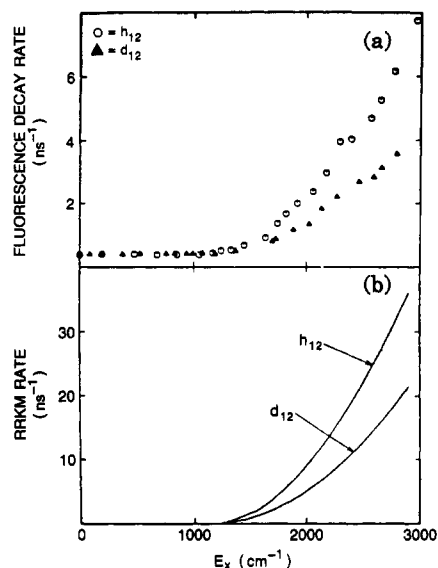 (a)
○ = h12
▲ = d12
FLUORESCENCE DECAY RATE
(ns⁻¹)
6
4
2
(b)
h12
d12
RRKM RATE
(ns⁻¹)
30
20
10
0
1000
2000
3000
Ex (cm⁻¹)